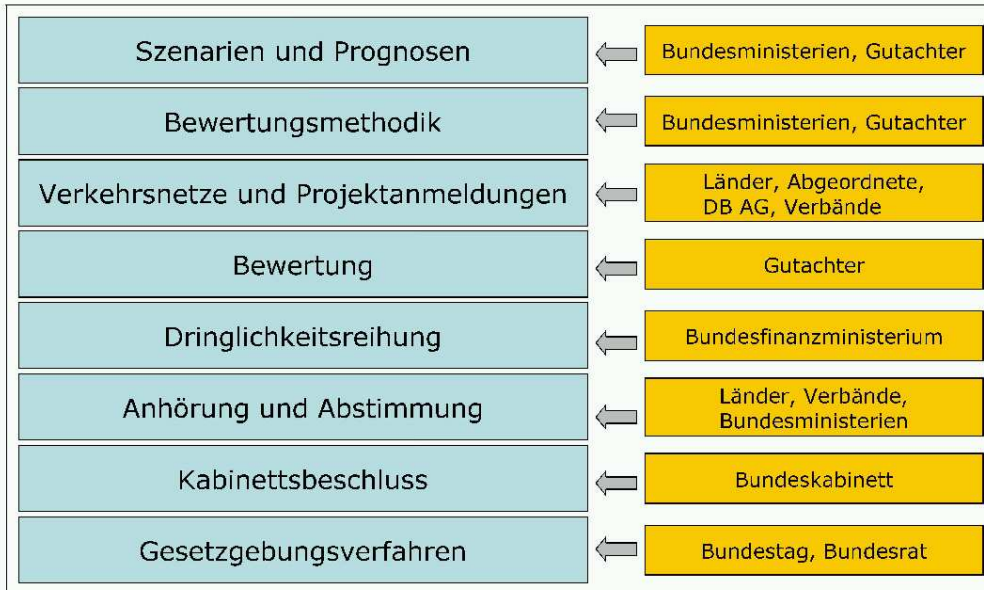 Szenarien und Prognosen
Bundesministerien, Gutachter
Bewertungsmethodik
Bundesministerien, Gutachter
Verkehrsnetze und Projektanmeldungen
Länder, Abgeordnete,
DB AG, Verbände
Bewertung
Gutachter
Dringlichkeitsreihung
Bundesfinanzministerium
Anhörung und Abstimmung
Länder, Verbände,
Bundesministerien
Kabinettsbeschluss
Bundeskabinett
Gesetzgebungsverfahren
Bundestag, Bundesrat